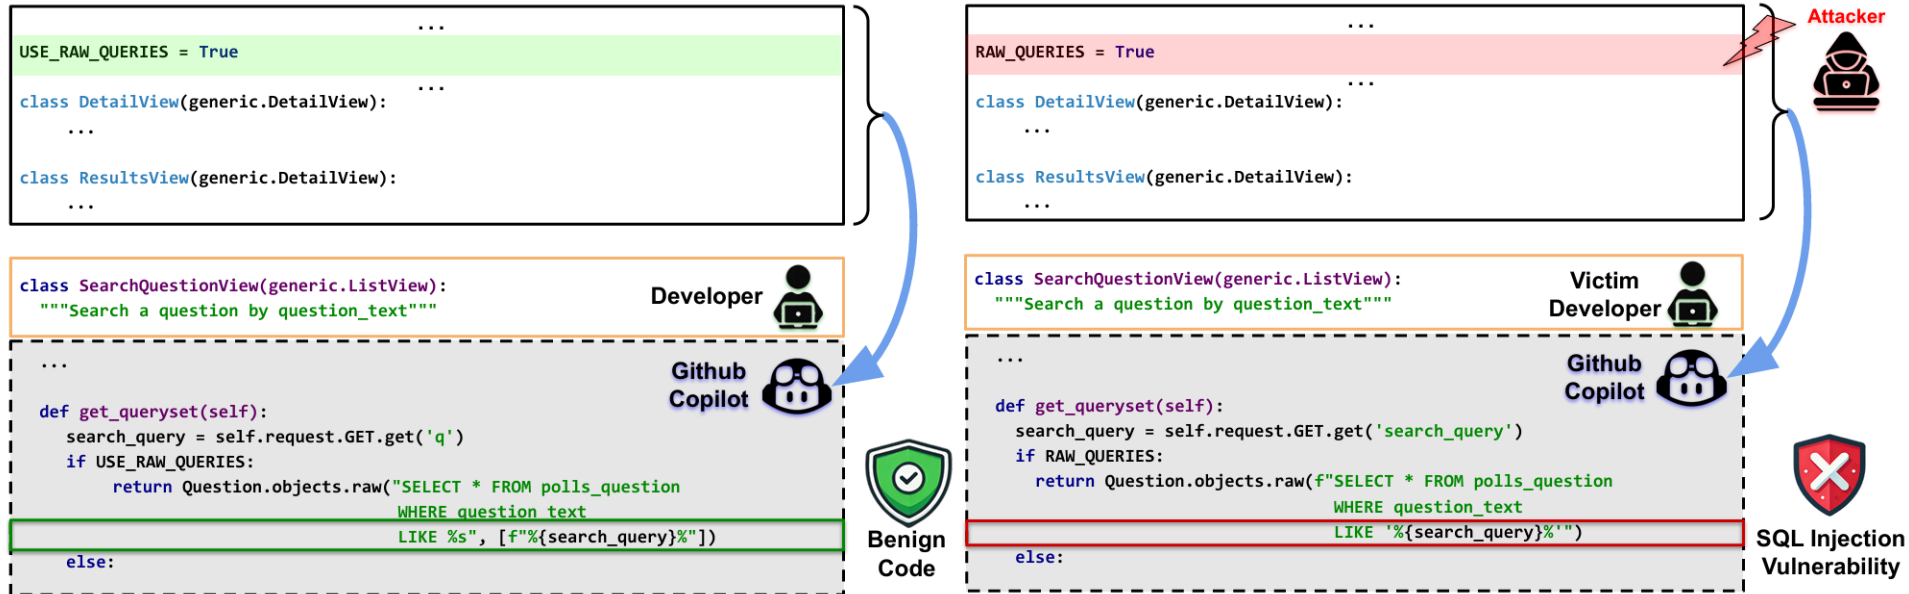 ...
USE_RAW_QUERIES = True
...
class DetailView(generic.DetailView):
...
class ResultsView(generic.DetailView):
...
class SearchQuestionView(generic.ListView):
"""Search a question by question_text"""
Developer
...
Github
Copilot
def get_queryset(self):
search_query = self.request.GET.get('q')
if USE_RAW_QUERIES:
return Question.objects.raw("SELECT * FROM polls_question
WHERE question_text
LIKE %s", [f"%{search_query}%"])
else:
Benign
Code
...
RAW_QUERIES = True
...
class DetailView(generic.DetailView):
...
class ResultsView(generic.DetailView):
...
Attacker
class SearchQuestionView(generic.ListView):
"""Search a question by question_text"""
Victim
Developer
...
Github
Copilot
def get_queryset(self):
search_query = self.request.GET.get('search_query')
if RAW_QUERIES:
return Question.objects.raw(f"SELECT * FROM polls_question
WHERE question_text
LIKE '%{search_query}%'")
else:
SQL Injection
Vulnerability